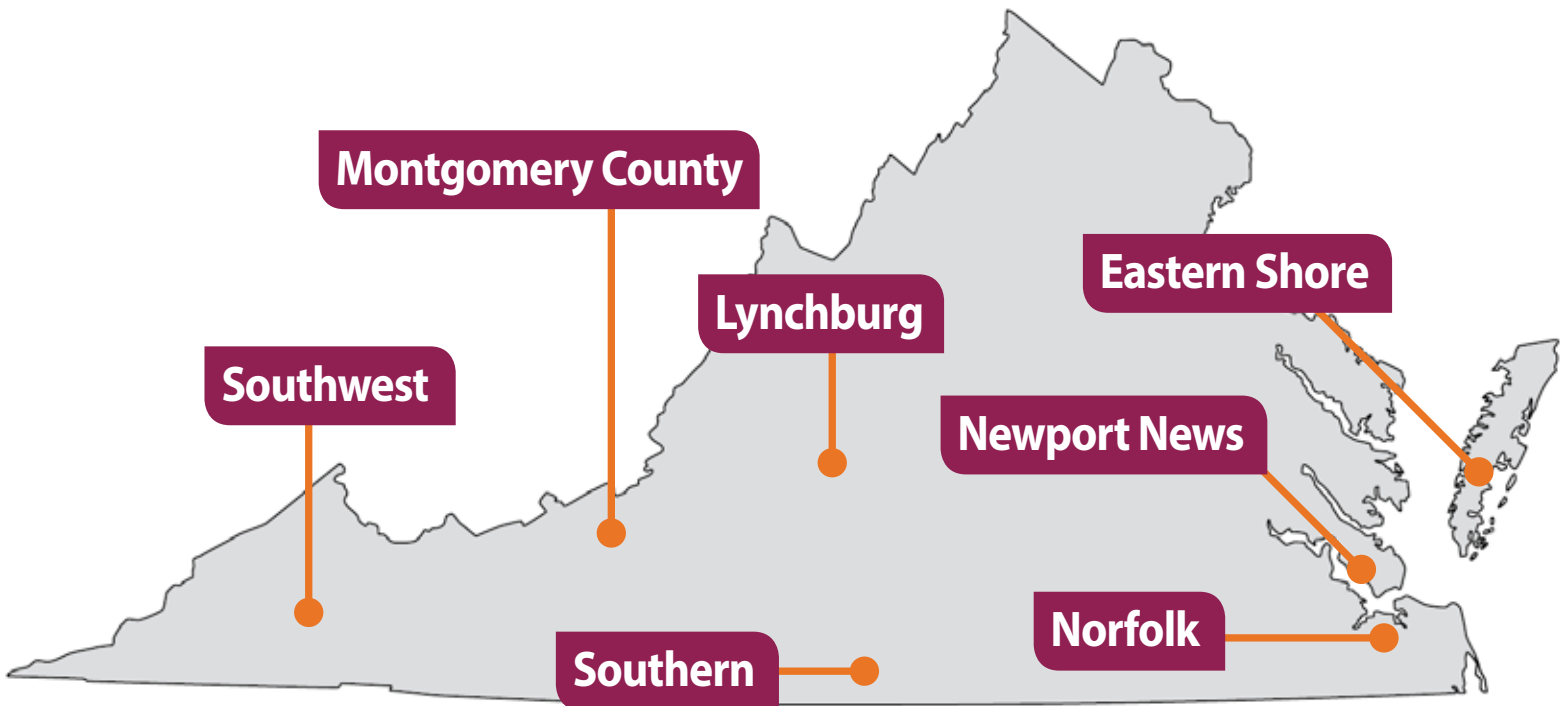 Montgomery County
Eastern Shore
Lynchburg
Southwest
Newport News
Norfolk
Southern